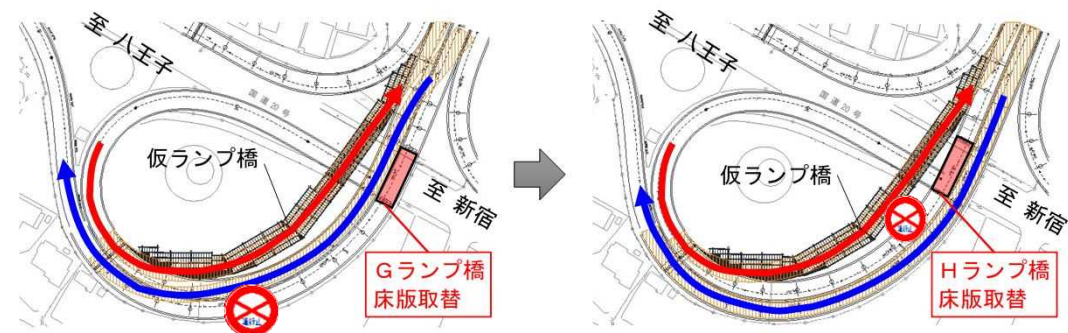 至 八王子
国道20号
仮ランプ橋
至 新宿
Gランプ橋
床版取替
至 八王子
国道20号
仮ランプ橋
至 新宿
Hランプ橋
床版取替